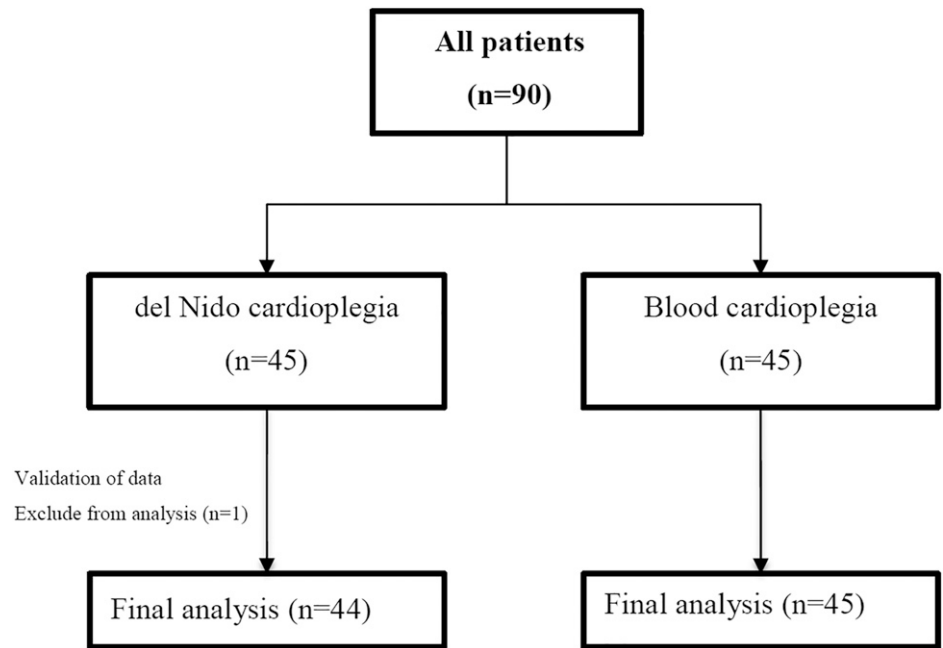 All patients
(n=90)
del Nido cardioplegia
(n=45)
Blood cardioplegia
(n=45)
Validation of data
Exclude from analysis (n=1)
Final analysis (n=44)
Final analysis (n=45)